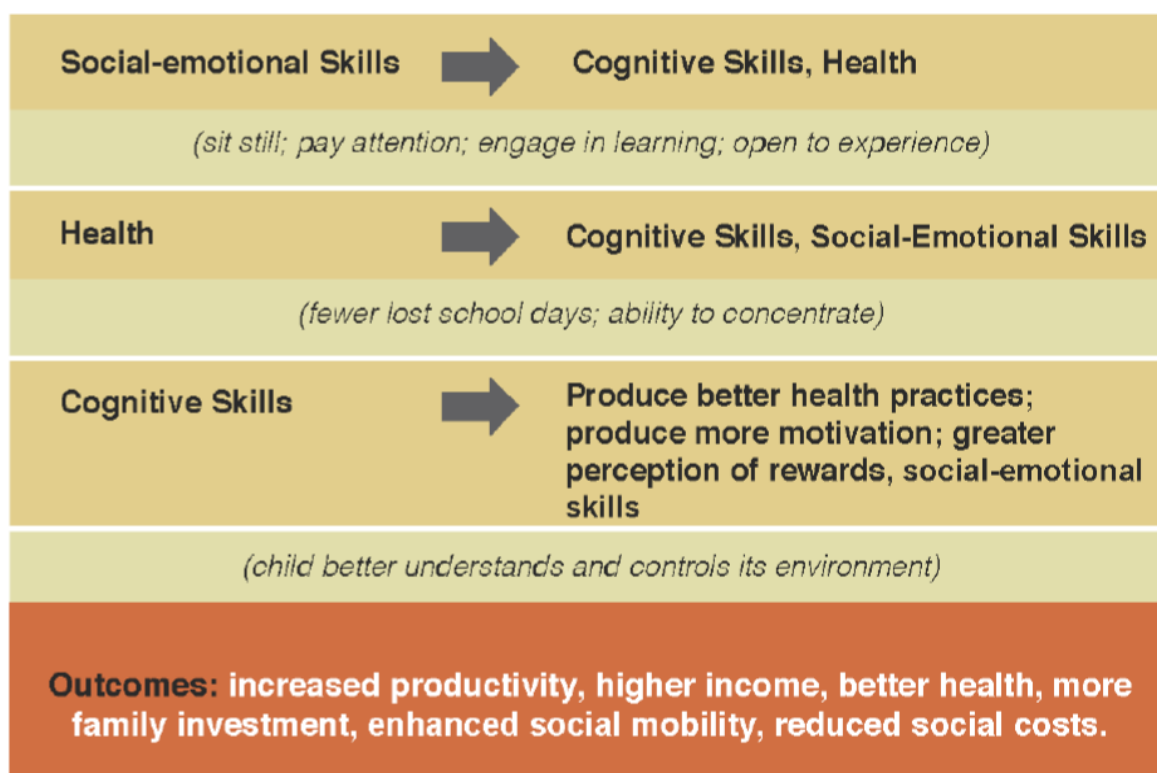 Social-emotional Skills
Cognitive Skills, Health
(sit still; pay attention; engage in learning; open to experience)
Health
Cognitive Skills, Social-Emotional Skills
(fewer lost school days; ability to concentrate)
Cognitive Skills
Produce better health practices;
produce more motivation; greater
perception of rewards, social-emotional
skills
(child better understands and controls its environment)
Outcomes: increased productivity, higher income, better health, more
family investment, enhanced social mobility, reduced social costs.